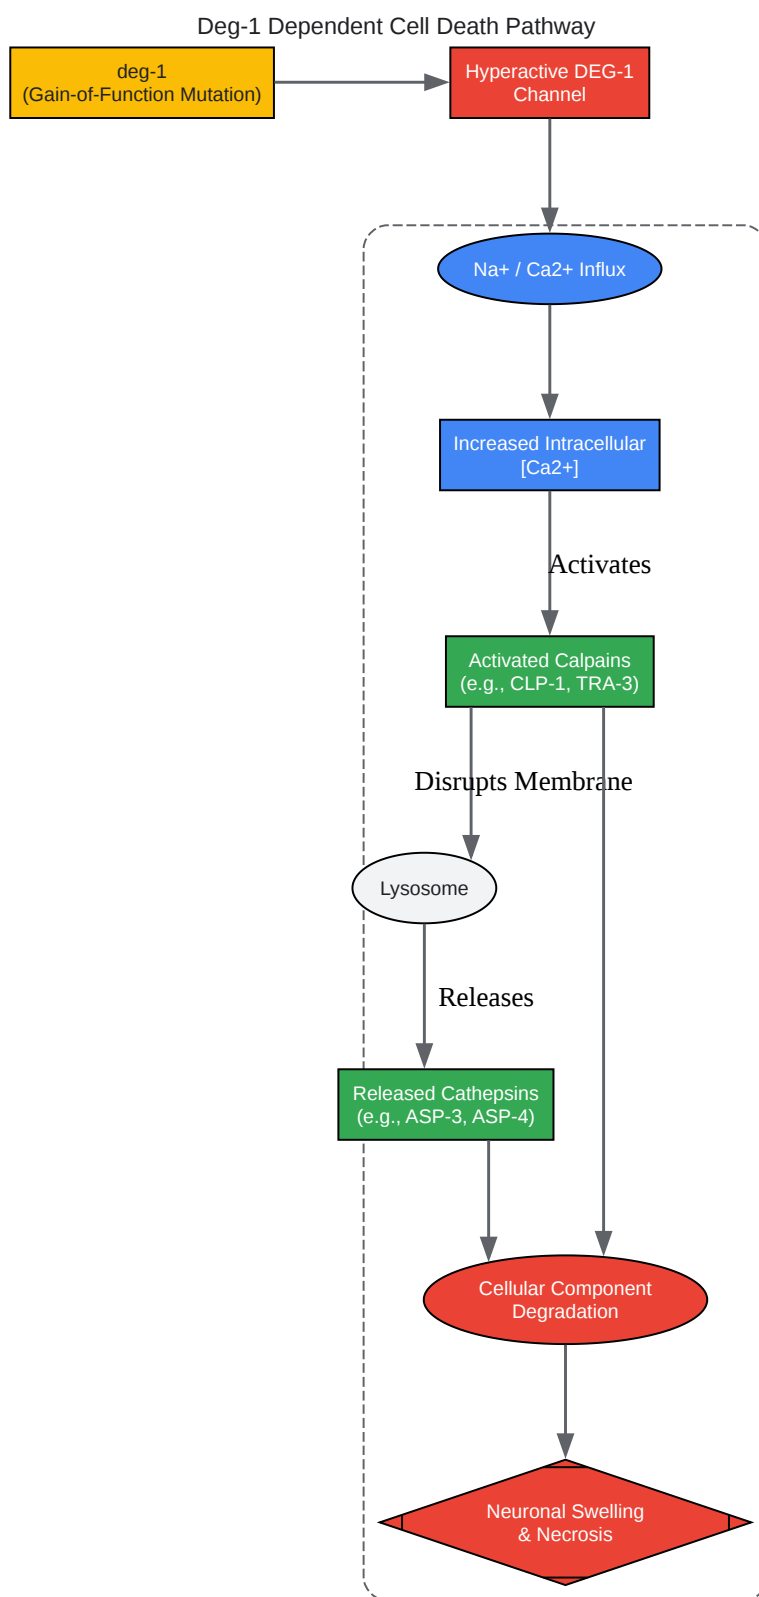 Deg-1 Dependent Cell Death Pathway
deg-1
(Gain-of-Function Mutation)
Hyperactive DEG-1
Channel
Na+ / Ca2+ Influx
Increased Intracellular
[Ca2+]
Activates
Activated Calpains
(e.g., CLP-1, TRA-3)
Disrupts Membrane
Lysosome
Releases
Released Cathepsins
(e.g., ASP-3, ASP-4)
Cellular Component
Degradation
Neuronal Swelling
& Necrosis